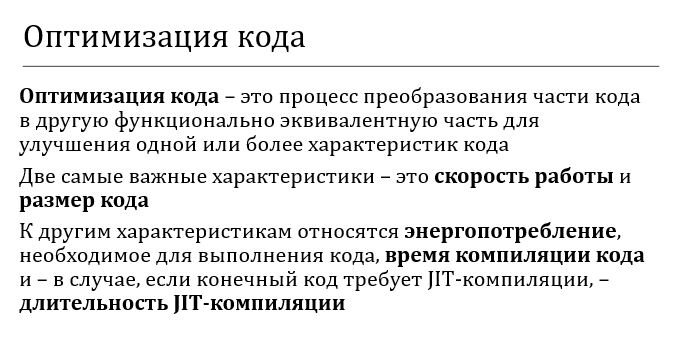 Оптимизация кода
Оптимизация кода – это процесс преобразования части кода
в другую функционально эквивалентную часть для
улучшения одной или более характеристик кода
Две самые важные характеристики – это скорость работы и
размер кода
К другим характеристикам относятся энергопотребление,
необходимое для выполнения кода, время компиляции кода
и – в случае, если конечный код требует JIT-компиляции, –
длительность JIT-компиляции